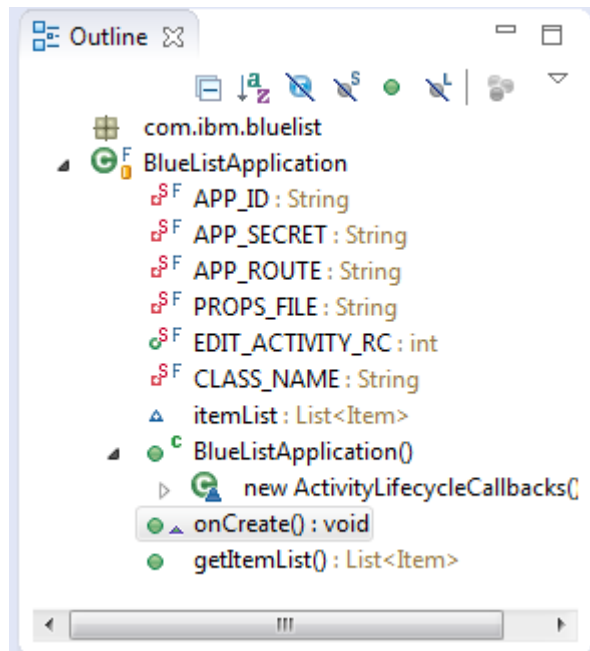 Outline
com.ibm.bluelist
BlueListApplication
APP_ID : String
APP_SECRET : String
APP_ROUTE : String
PROPS_FILE : String
EDIT_ACTIVITY_RC : int
CLASS_NAME : String
itemList : List<Item>
BlueListApplication()
new ActivityLifecycleCallbacks()
onCreate() : void
getItemList() : List<Item>